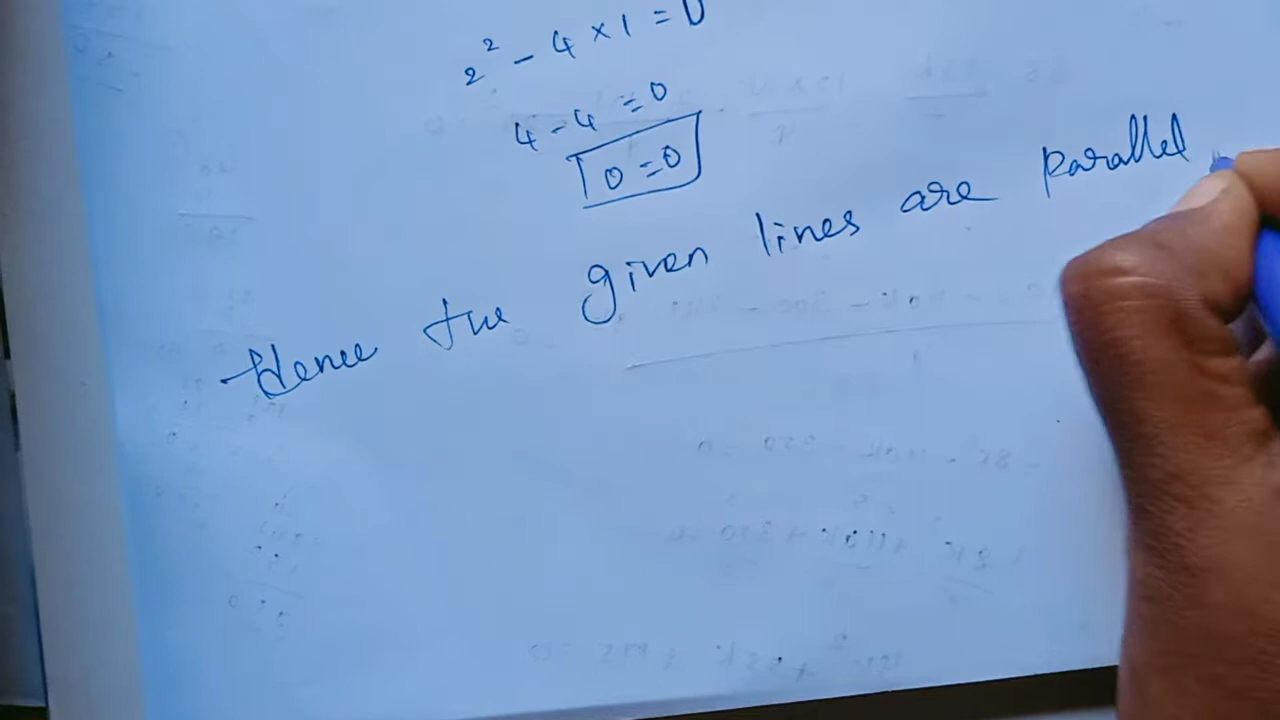 2² - 4 × 1 = 0
4 - 4 = 0
0 = 0
Hence the given lines are parallel